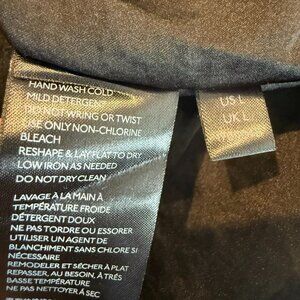 HAND WASH COLD
MILD DETERGENT
DO NOT WRING OR TWIST
USE ONLY NON-CHLORINE
BLEACH
RESHAPE & LAY FLAT TO DRY
LOW IRON AS NEEDED
DO NOT DRY CLEAN
LAVAGE À LA MAIN À
TEMPÉRATURE FROIDE
DÉTERGENT DOUX
NE PAS TORDRE OU ESSORER
UTILISER UN AGENT DE
BLANCHIMENT SANS CHLORE SI
NÉCESSAIRE
REMODELER ET SÉCHER À PLAT
REPASSER, AU BESOIN, À TRÈS
BASSE TEMPÉRATURE
NE PAS NETTOYER À SEC
US L
UK L